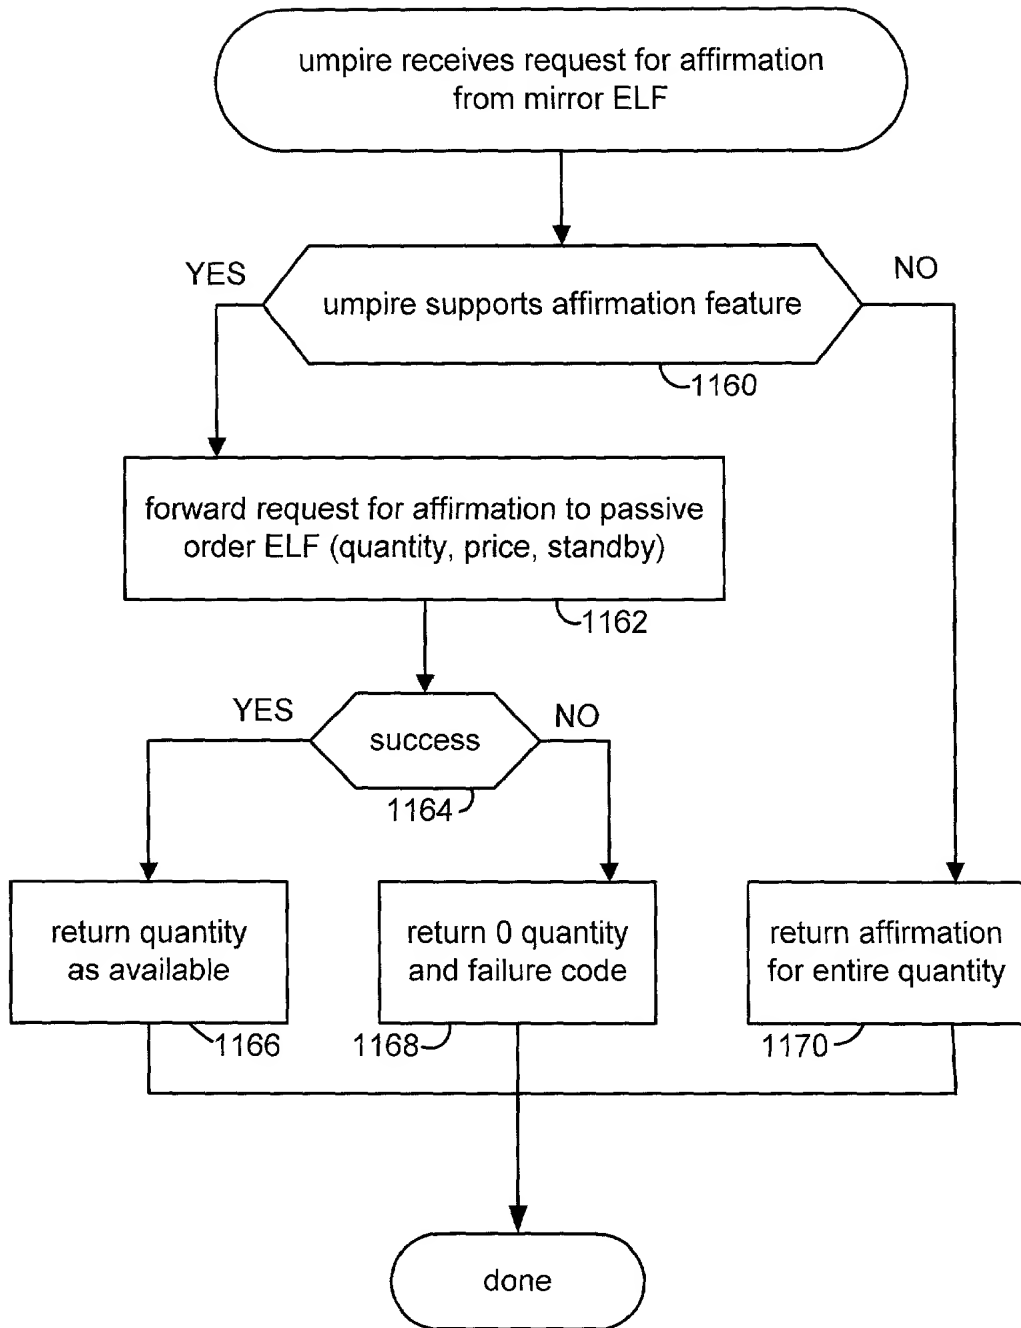 umpire receives request for affirmation
from mirror ELF
YES
NO
umpire supports affirmation feature
1160
forward request for affirmation to passive
order ELF (quantity, price, standby)
1162
YES
NO
success
1164
return quantity
as available
1166
return 0 quantity
and failure code
1168
return affirmation
for entire quantity
1170
done